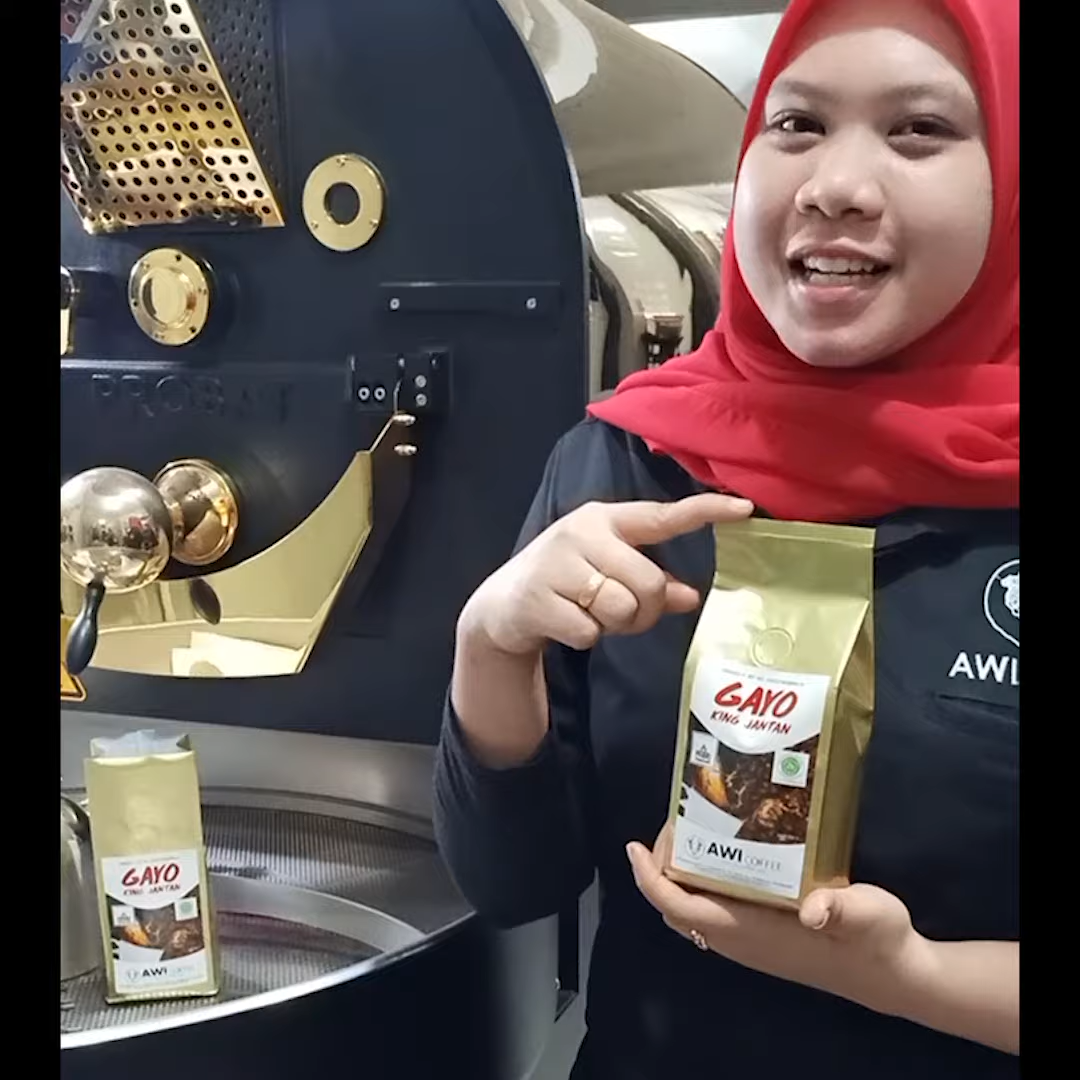 PROBAT
GAYO
KING JANTAN
AWI COFFEE
AWI
GAYO
KING JANTAN
AWI